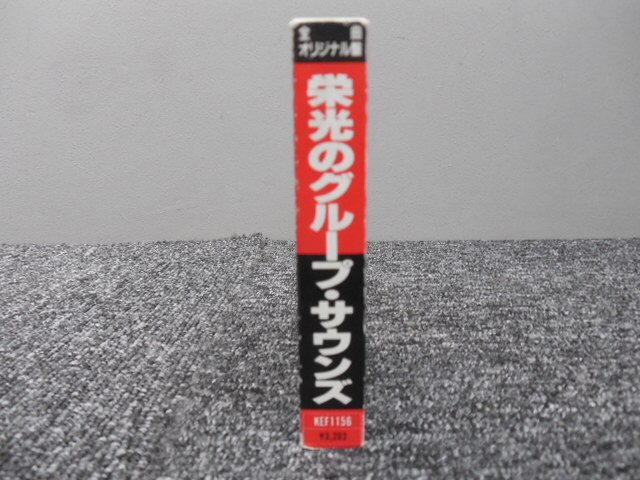 全曲
オリジナル盤
栄光のグループ・サウンズ
KEF1156